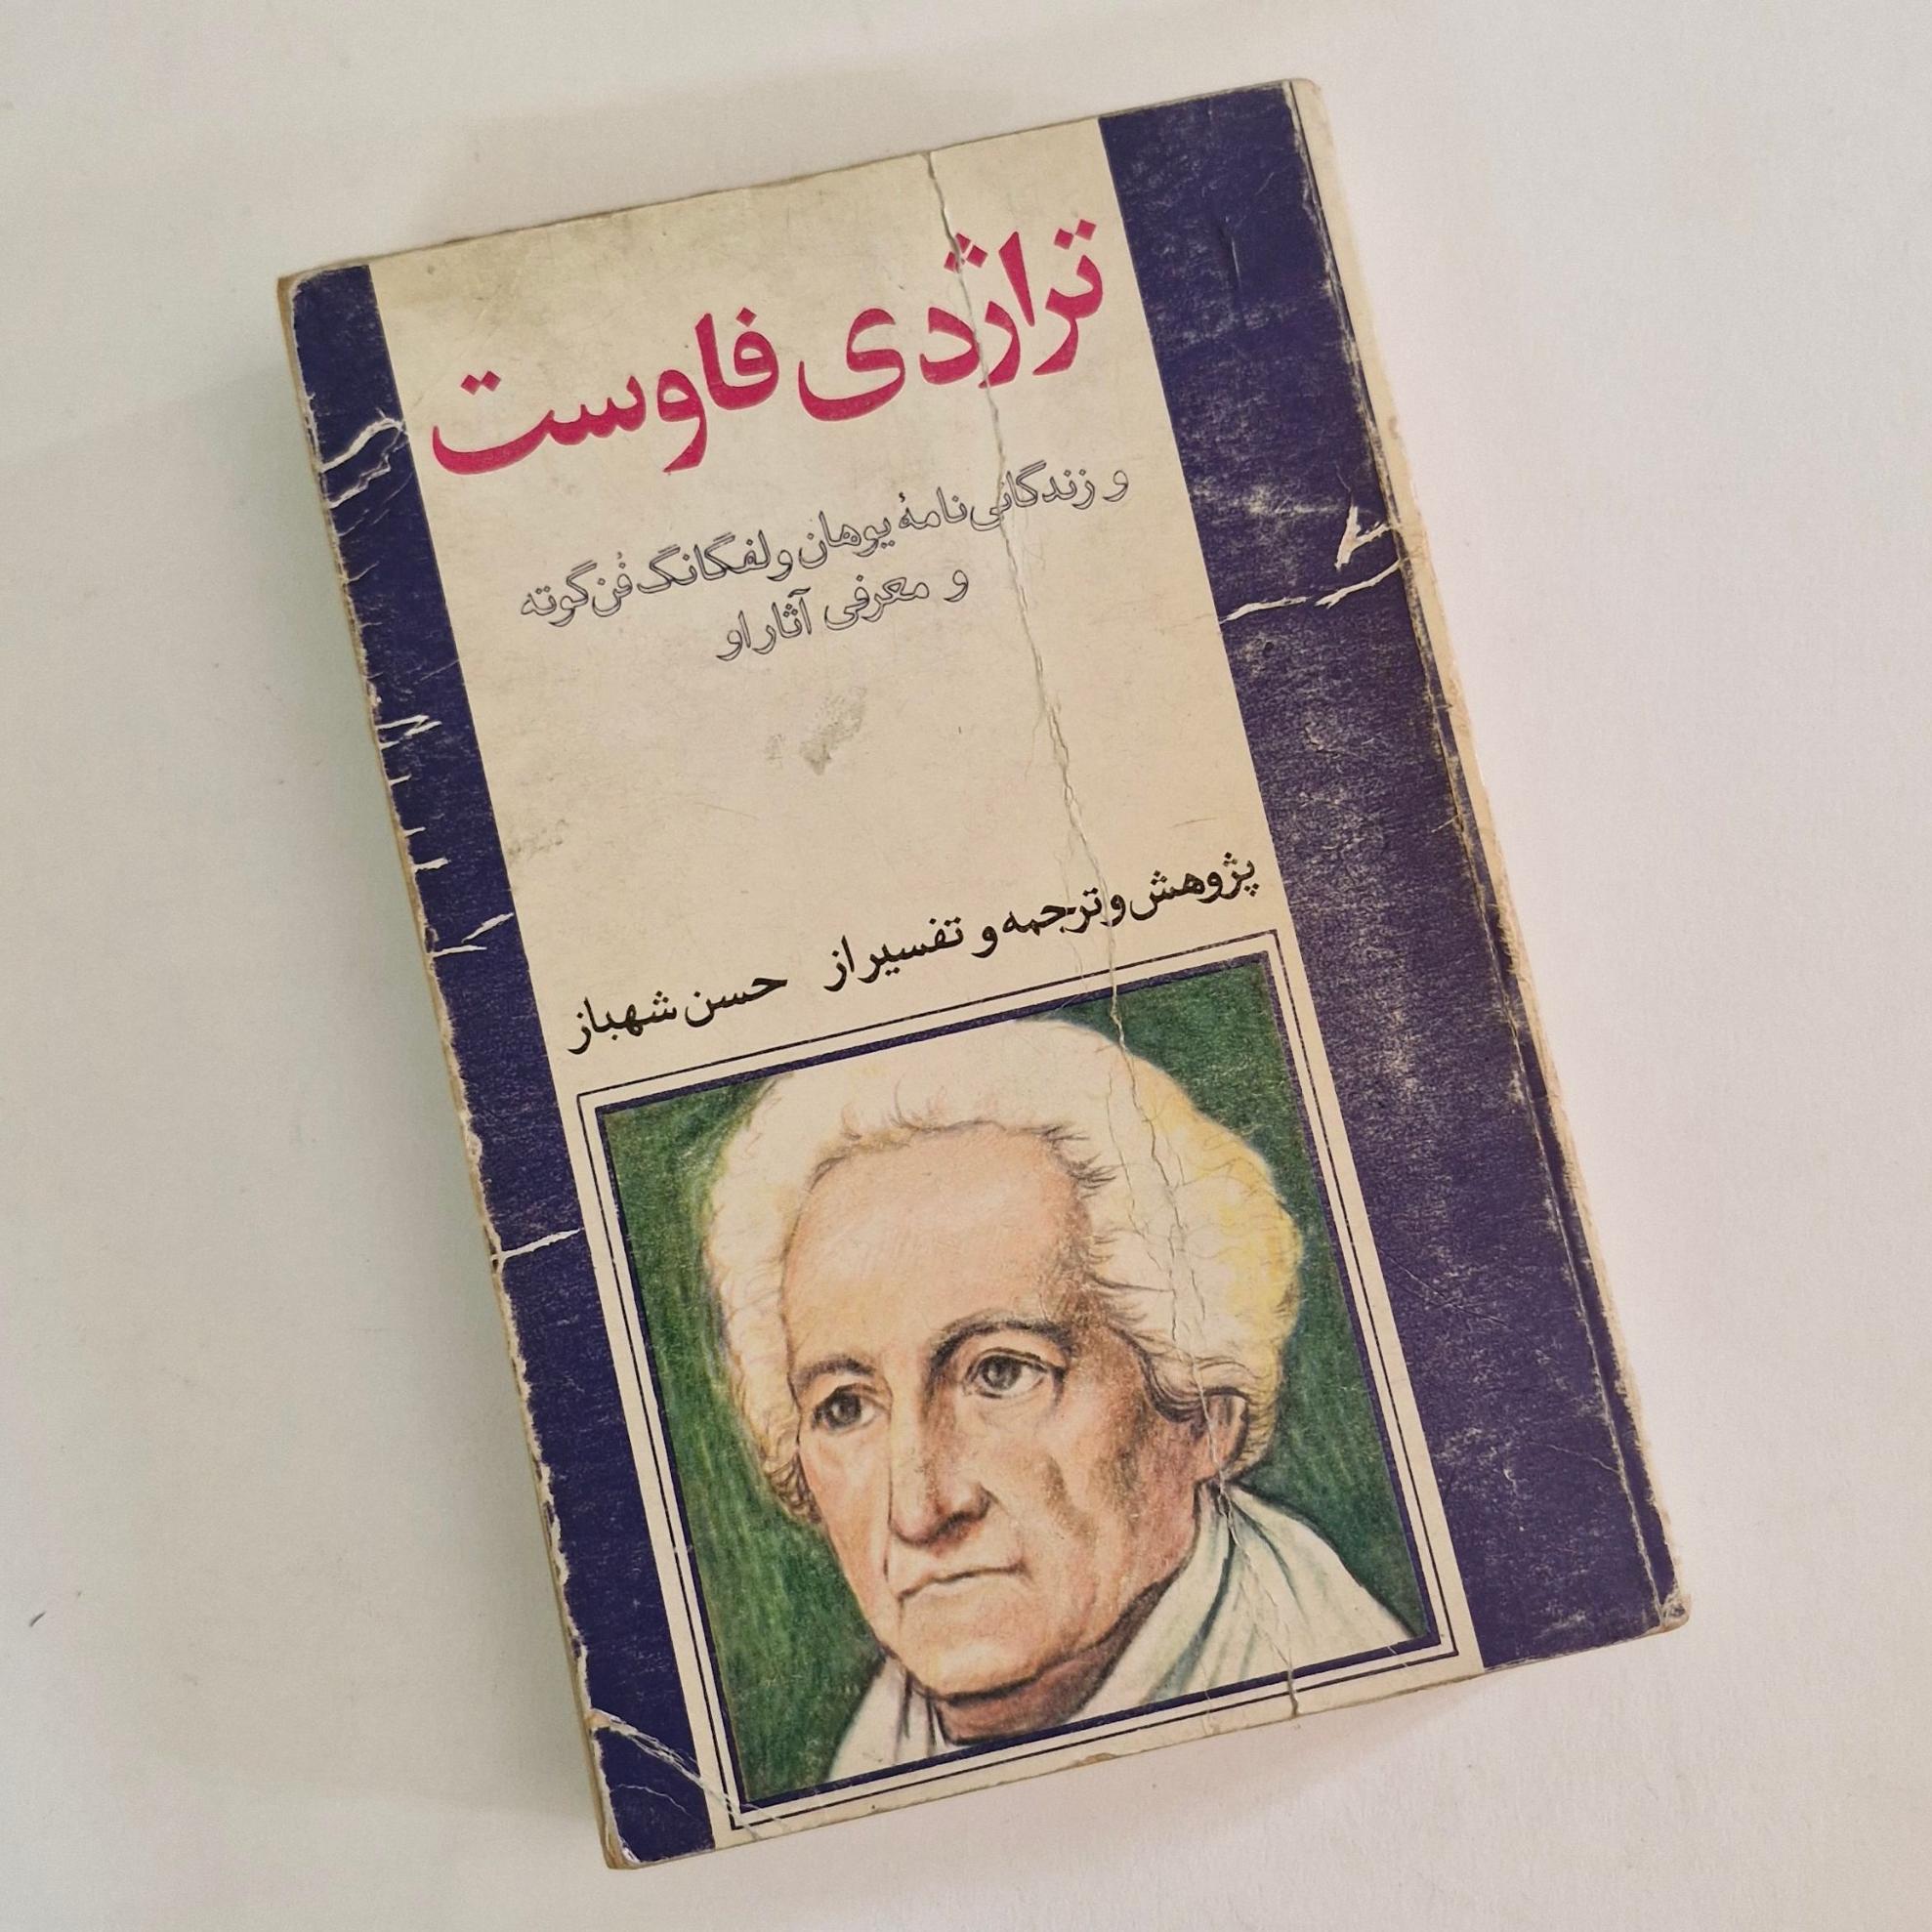 تراژدی فاوست
و زندگانی‌نامهٔ یوهان ولفگانگ فُن گوته
و معرفی آثار او
پژوهش و ترجمه و تفسیر از حسن شهباز